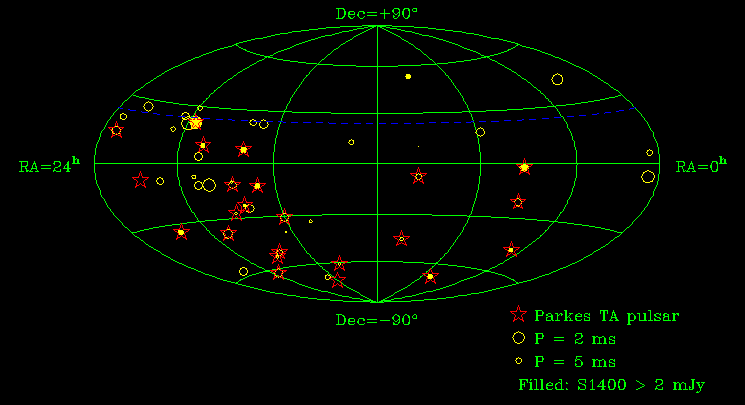 Dec=+90°
RA=24ʰ
RA=0ʰ
Dec=−90°
Parkes TA pulsar
P = 2 ms
P = 5 ms
Filled: S1400 > 2 mJy